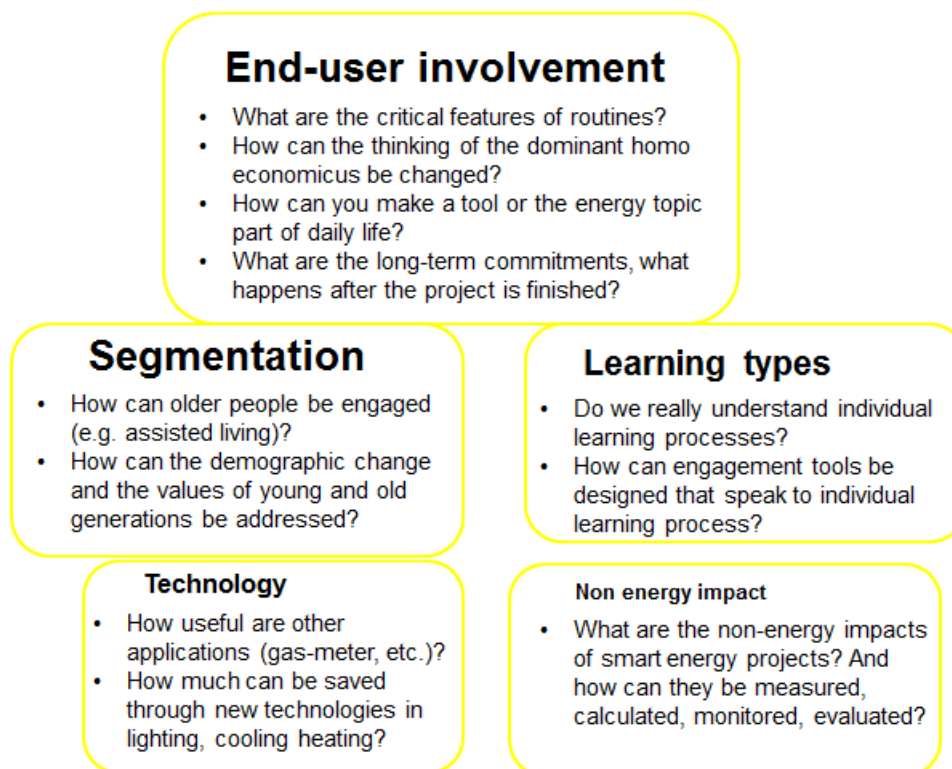 End-user involvement
• What are the critical features of routines?
• How can the thinking of the dominant homo
economicus be changed?
• How can you make a tool or the energy topic
part of daily life?
• What are the long-term commitments, what
happens after the project is finished?
Segmentation
• How can older people be engaged
(e.g. assisted living)?
• How can the demographic change
and the values of young and old
generations be addressed?
Learning types
• Do we really understand individual
learning processes?
• How can engagement tools be
designed that speak to individual
learning process?
Technology
• How useful are other
applications (gas-meter, etc.)?
• How much can be saved
through new technologies in
lighting, cooling heating?
Non energy impact
• What are the non-energy impacts
of smart energy projects? And
how can they be measured,
calculated, monitored, evaluated?